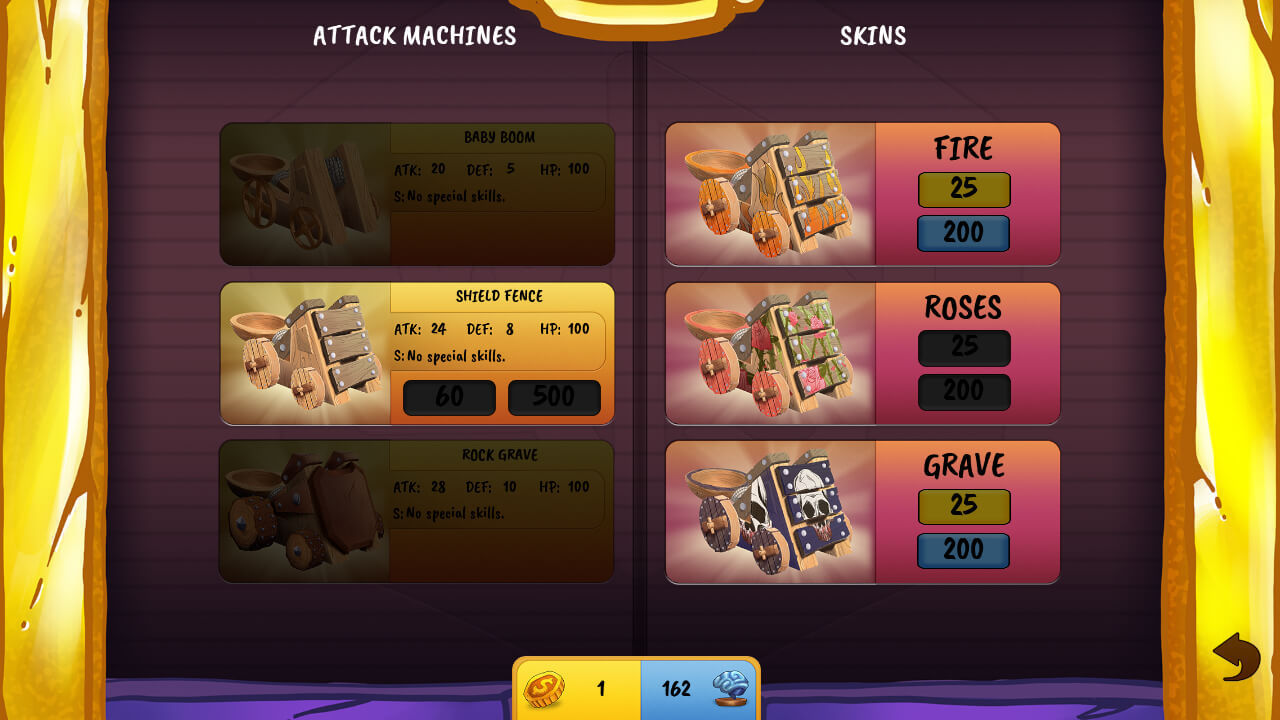 ATTACK MACHINES
BABY BOOM
ATK: 20 DEF: 5 HP: 100
S: No special skills.
SHIELD FENCE
ATK: 24 DEF: 8 HP: 100
S: No special skills.
60 500
ROCK GRAVE
ATK: 28 DEF: 10 HP: 100
S: No special skills.
SKINS
FIRE
25
200
ROSES
25
200
GRAVE
25
200
1 162